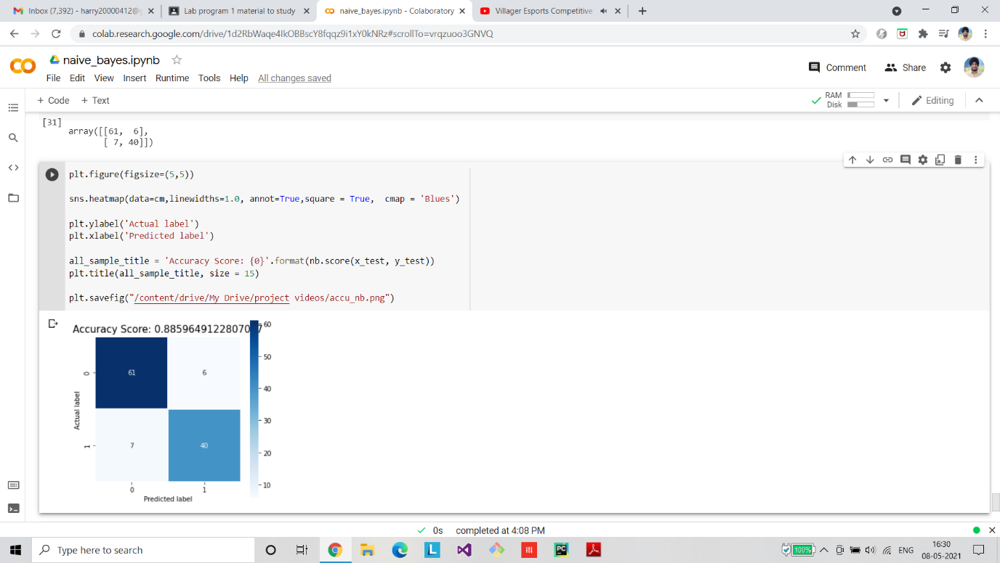 Inbox (7,392) - harry20000412@g
Lab program 1 material to study
naive_bayes.ipynb - Colaboratory
Villager Esports Competitive
colab.research.google.com/drive/1d2RbWaqe4lkOBBscY8fqqz9i1xY0kNRz#scrollTo=vrqzuoo3GNVQ
naive_bayes.ipynb
File Edit View Insert Runtime Tools Help All changes saved
Comment Share
+ Code + Text
RAM
Disk
Editing
[31]
array([[61,  6],
[ 7, 40]])
plt.figure(figsize=(5,5))
sns.heatmap(data=cm,linewidths=1.0, annot=True,square = True,  cmap = 'Blues')
plt.ylabel('Actual label')
plt.xlabel('Predicted label')
all_sample_title = 'Accuracy Score: {0}'.format(nb.score(x_test, y_test))
plt.title(all_sample_title, size = 15)
plt.savefig("/content/drive/My Drive/project videos/accu_nb.png")
Accuracy Score: 0.8859649122807017
60
50
40
30
20
10
61 6
7 40
0
1
Actual label
0 1
Predicted label
0s completed at 4:08 PM
Type here to search
100%
ENG
16:30
08-05-2021